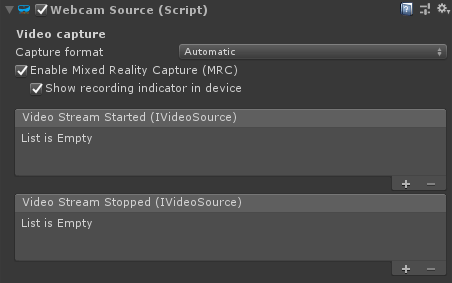 Webcam Source (Script)
Video capture
Capture format
Automatic
Enable Mixed Reality Capture (MRC)
Show recording indicator in device
Video Stream Started (IVideoSource)
List is Empty
+ −
Video Stream Stopped (IVideoSource)
List is Empty
+ −